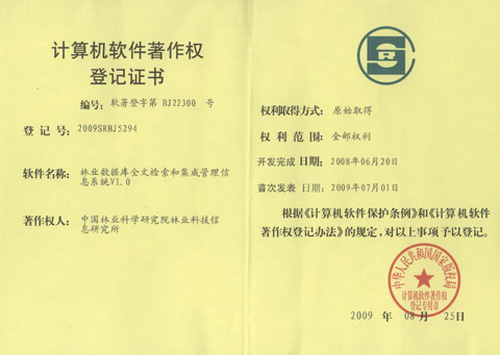 计算机软件著作权
登记证书
编号: 软著登字第 BJ22300 号
登记号: 2009SRBJ5294
软件名称: 林业数据库全文检索和集成管理信
息系统V1.0
著作权人: 中国林业科学研究院林业科技信
息研究所
权利取得方式: 原始取得
权利范围: 全部权利
开发完成日期: 2008年06月20日
首次发表日期: 2009年07月01日
根据《计算机软件保护条例》和《计算机软件
著作权登记办法》的规定,对以上事项予以登记。
中华人民共和国国家版权局
计算机软件著作权
登记专用章
2009 年 08 月 25日